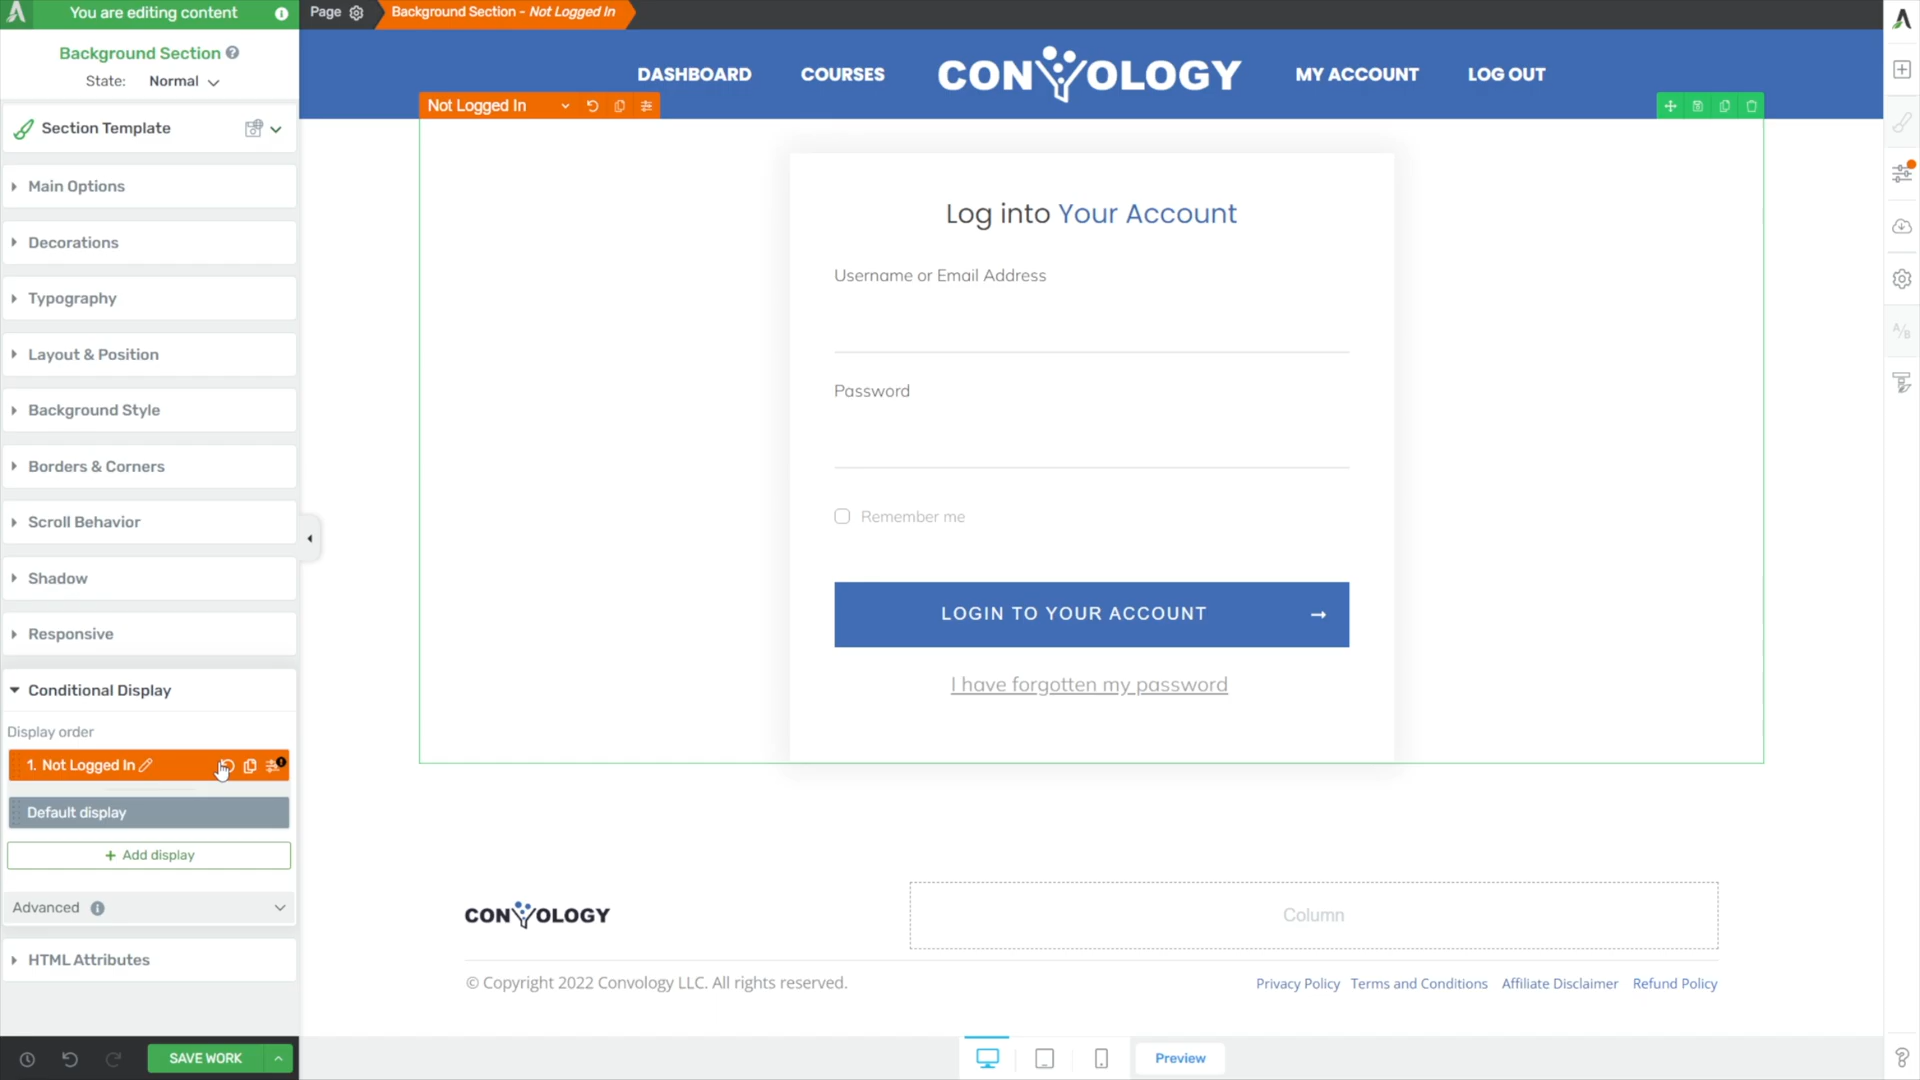 You are editing content
Page
Background Section - Not Logged In
Background Section
State: Normal
Section Template
Main Options
Decorations
Typography
Layout & Position
Background Style
Borders & Corners
Scroll Behavior
Shadow
Responsive
Conditional Display
Display order
1. Not Logged In
Default display
+ Add display
Advanced
HTML Attributes
SAVE WORK
DASHBOARD
COURSES
CONVOLOGY
MY ACCOUNT
LOG OUT
Not Logged In
Log into Your Account
Username or Email Address
Password
Remember me
LOGIN TO YOUR ACCOUNT →
I have forgotten my password
CONVOLOGY
Column
© Copyright 2022 Convology LLC. All rights reserved.
Privacy Policy Terms and Conditions Affiliate Disclaimer Refund Policy
Preview
A/B